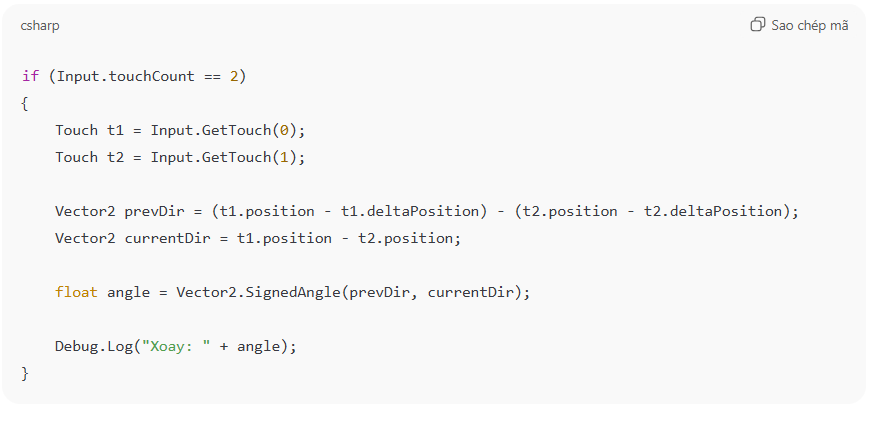 csharp
Sao chép mã
if (Input.touchCount == 2)
{
    Touch t1 = Input.GetTouch(0);
    Touch t2 = Input.GetTouch(1);
    Vector2 prevDir = (t1.position - t1.deltaPosition) - (t2.position - t2.deltaPosition);
    Vector2 currentDir = t1.position - t2.position;
    float angle = Vector2.SignedAngle(prevDir, currentDir);
    Debug.Log("Xoay: " + angle);
}